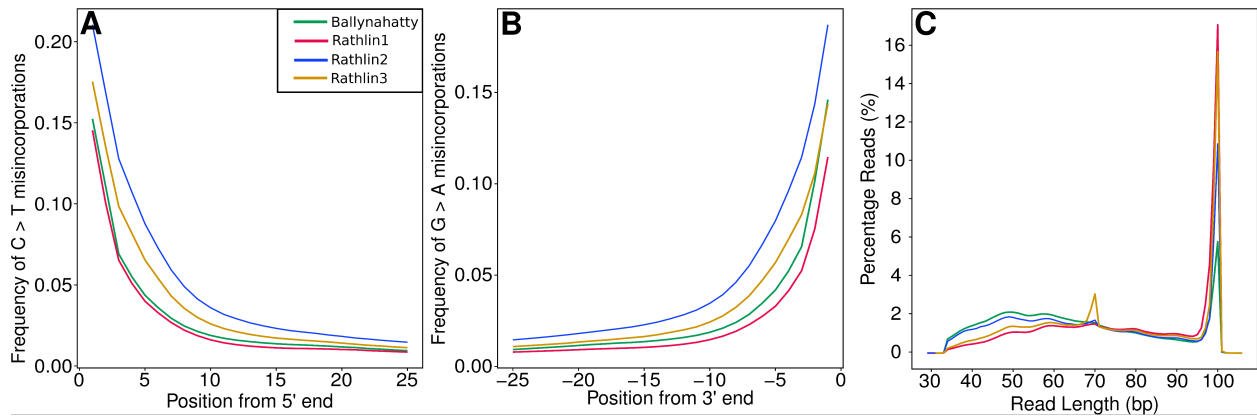 A
Frequency of C > T misincorporations
0.20
0.15
0.10
0.05
0.00
0 5 10 15 20 25
Position from 5' end
Ballynahatty
Rathlin1
Rathlin2
Rathlin3
B
Frequency of G > A misincorporations
0.15
0.10
0.05
0.00
−25 −20 −15 −10 −5 0
Position from 3' end
C
Percentage Reads (%)
16
14
12
10
8
6
4
2
0
30 40 50 60 70 80 90 100
Read Length (bp)